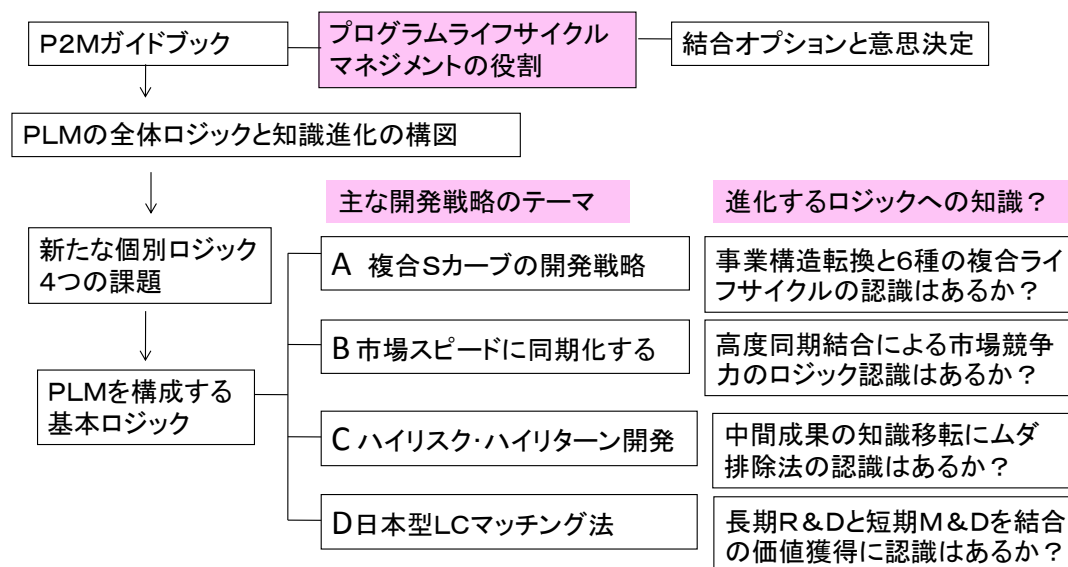 P2Mガイドブック
プログラムライフサイクル
マネジメントの役割
結合オプションと意思決定
PLMの全体ロジックと知識進化の構図
主な開発戦略のテーマ
進化するロジックへの知識？
新たな個別ロジック
4つの課題
A 複合Sカーブの開発戦略
事業構造転換と6種の複合ライ
フサイクルの認識はあるか？
B 市場スピードに同期化する
高度同期結合による市場競争
力のロジック認識はあるか？
PLMを構成する
基本ロジック
C ハイリスク・ハイリターン開発
中間成果の知識移転にムダ
排除法の認識はあるか？
D日本型LCマッチング法
長期R＆Dと短期M＆Dを結合
の価値獲得に認識はあるか？